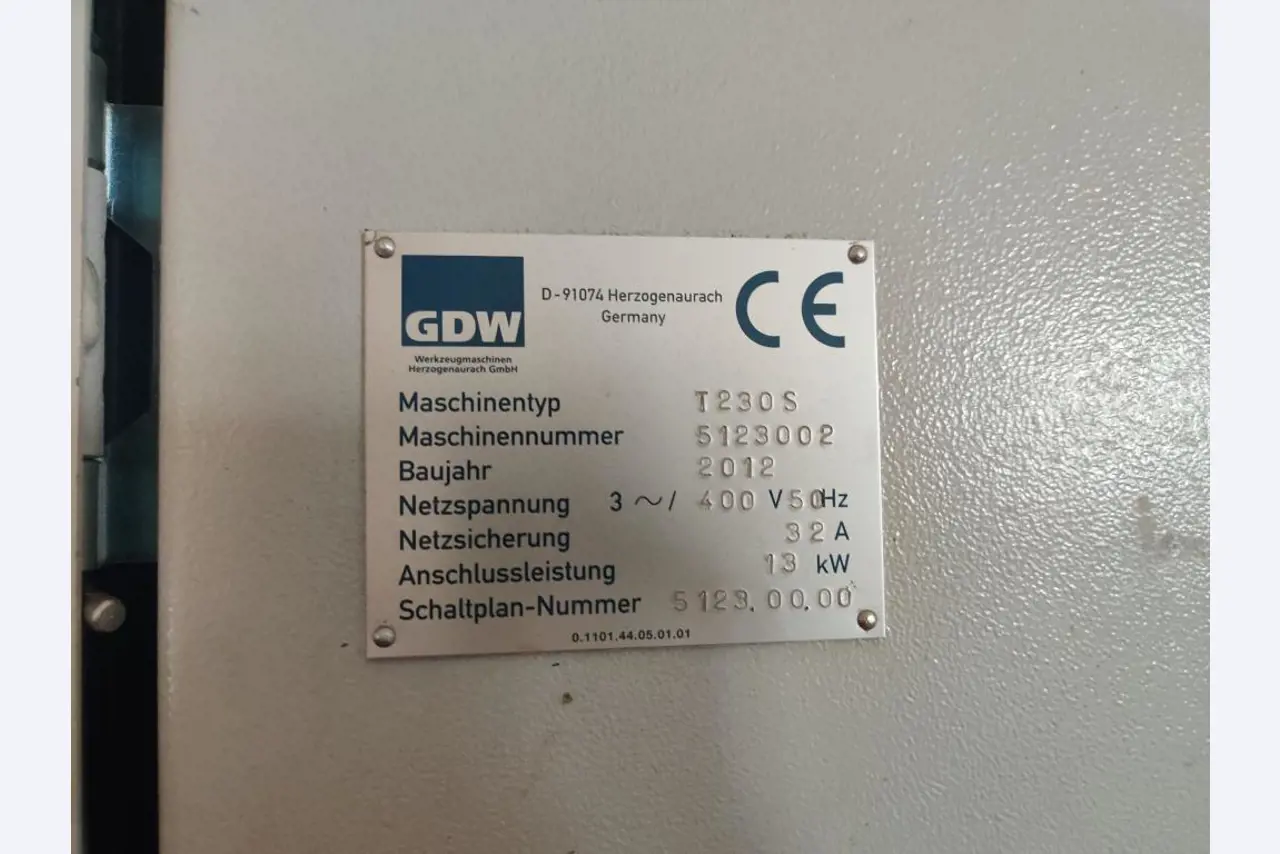 GDW
Werkzeugmaschinen
Herzogenaurach GmbH
D-91074 Herzogenaurach
Germany
CE
Maschinentyp T230S
Maschinennummer 5123002
Baujahr 2012
Netzspannung 3 ~/ 400 V 50 Hz
Netzsicherung 32 A
Anschlussleistung 13 kW
Schaltplan-Nummer 5123.00.00
0.1101.44.05.01.01